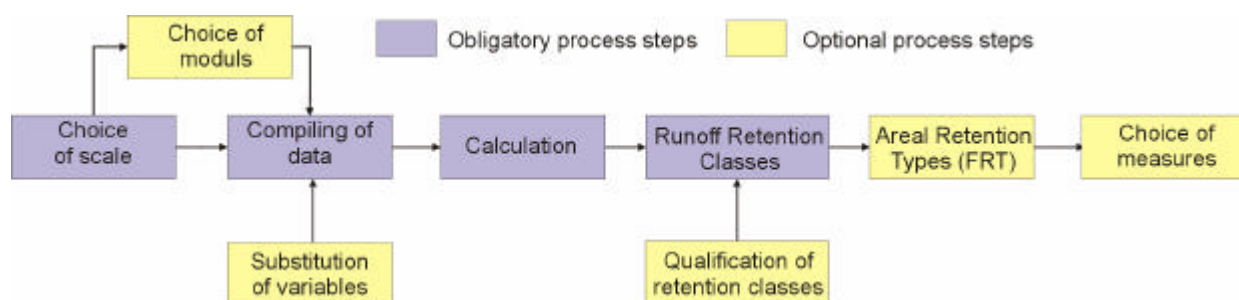 Choice of
moduls
Obligatory process steps
Optional process steps
Choice
of scale
Compiling of
data
Calculation
Runoff Retention
Classes
Areal Retention
Types (FRT)
Choice of
measures
Substitution
of variables
Qualification of
retention classes